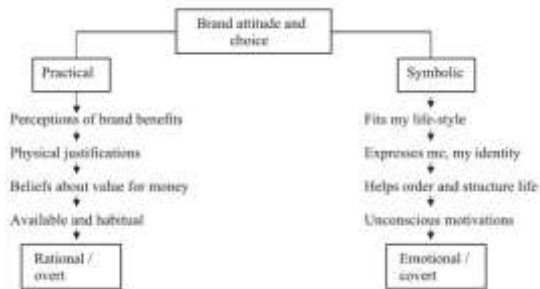 Brand attitude and
choice
Practical
Symbolic
Perceptions of brand benefits
Fits my life-style
Physical justifications
Expresses me, my identity
Beliefs about value for money
Helps order and structure life
Available and habitual
Unconscious motivations
Rational /
overt
Emotional /
covert